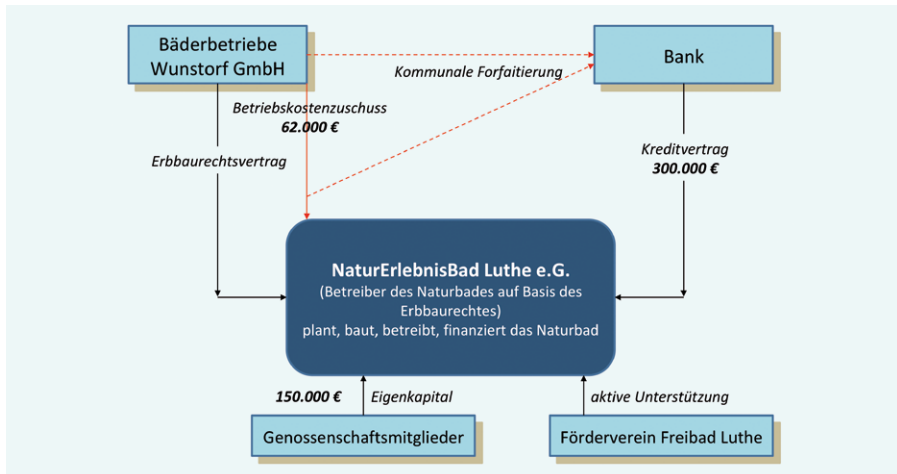 Bäderbetriebe
Wunstorf GmbH
Bank
Kommunale Forfaitierung
Betriebskostenzuschuss
62.000 €
Erbbaurechtsvertrag
Kreditvertrag
300.000 €
NaturErlebnisBad Luthe e.G.
(Betreiber des Naturbades auf Basis des
Erbbaurechtes)
plant, baut, betreibt, finanziert das Naturbad
150.000 € Eigenkapital
aktive Unterstützung
Genossenschaftsmitglieder
Förderverein Freibad Luthe